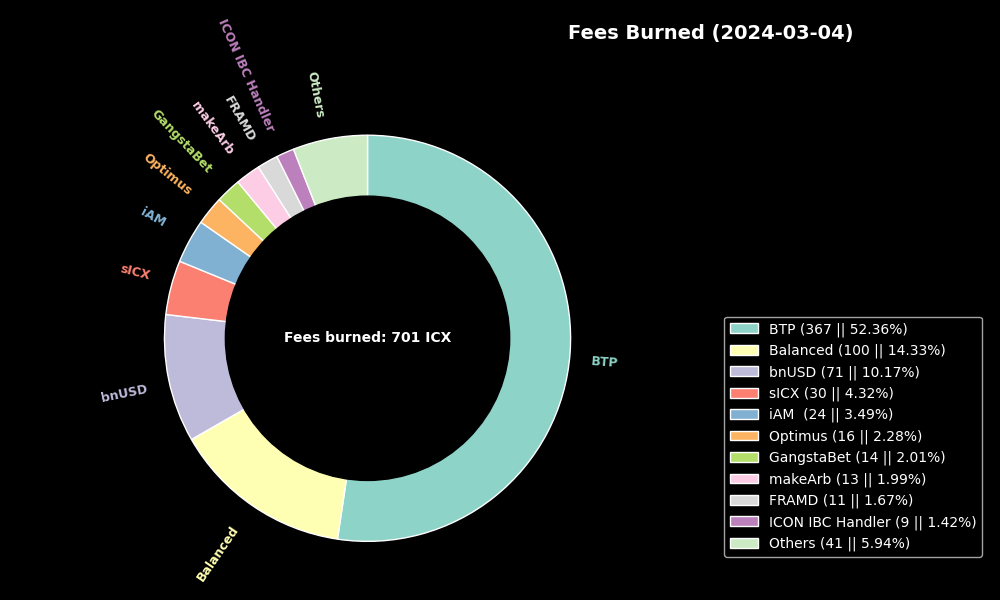 Fees Burned (2024-03-04)
ICON IBC Handler
Others
FRAMD
makeArb
GangstaBet
Optimus
iAM
sICX
bnUSD
Balanced
BTP
Fees burned: 701 ICX
BTP (367 || 52.36%)
Balanced (100 || 14.33%)
bnUSD (71 || 10.17%)
sICX (30 || 4.32%)
iAM  (24 || 3.49%)
Optimus (16 || 2.28%)
GangstaBet (14 || 2.01%)
makeArb (13 || 1.99%)
FRAMD (11 || 1.67%)
ICON IBC Handler (9 || 1.42%)
Others (41 || 5.94%)